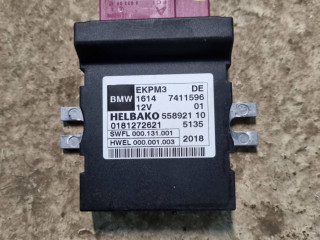 BMW
EKPM3 DE
1614 7411596
12V 01
HELBAKO 558921 10
0181272621 5135
SWFL 000.131.001
HWEL 000.001.003 2018